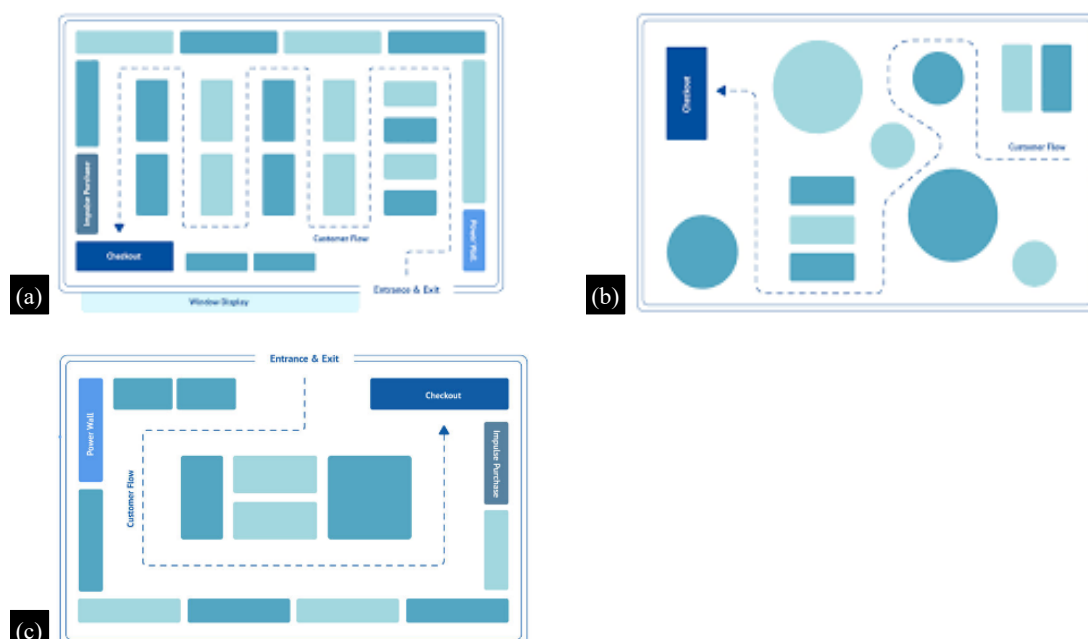 Impulse Purchase
Checkout
Customer Flow
Power Wall
Entrance & Exit
Window Display
(a)
Checkout
Customer Flow
(b)
Entrance & Exit
Power Wall
Checkout
Impulse Purchase
Customer Flow
(c)